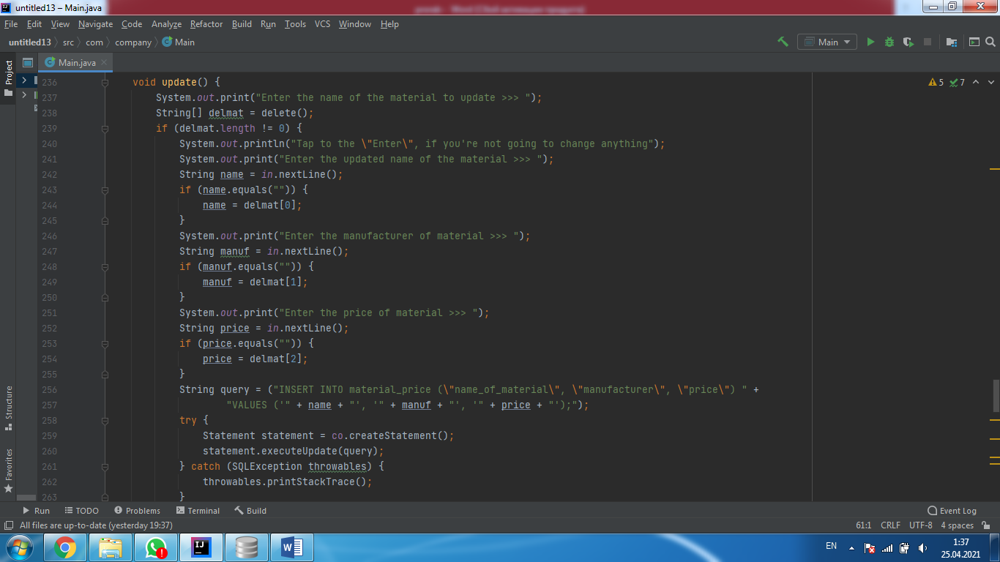 untitled13 – Main.java
File Edit View Navigate Code Analyze Refactor Build Run Tools VCS Window Help
untitled13 src com company Main Main
Project
Main.java
236 void update() {
5 7
237 System.out.print("Enter the name of the material to update >>> ");
238 String[] delmat = delete();
239 if (delmat.length != 0) {
240 System.out.println("Tap to the \"Enter\", if you're not going to change anything");
241 System.out.print("Enter the updated name of the material >>> ");
242 String name = in.nextLine();
243 if (name.equals("")) {
244 name = delmat[0];
245 }
246 System.out.print("Enter the manufacturer of material >>> ");
247 String manuf = in.nextLine();
248 if (manuf.equals("")) {
249 manuf = delmat[1];
250 }
251 System.out.print("Enter the price of material >>> ");
252 String price = in.nextLine();
253 if (price.equals("")) {
254 price = delmat[2];
255 }
256 String query = ("INSERT INTO material_price (\"name_of_material\", \"manufacturer\", \"price\") " +
257 "VALUES ('" + name + "', '" + manuf + "', '" + price + "');");
258 try {
259 Statement statement = co.createStatement();
260 statement.executeUpdate(query);
261 } catch (SQLException throwables) {
262 throwables.printStackTrace();
263 }
Structure
Favorites
Run TODO Problems Terminal Build Event Log
All files are up-to-date (yesterday 19:37) 61:1 CRLF UTF-8 4 spaces
EN 1:37
25.04.2021